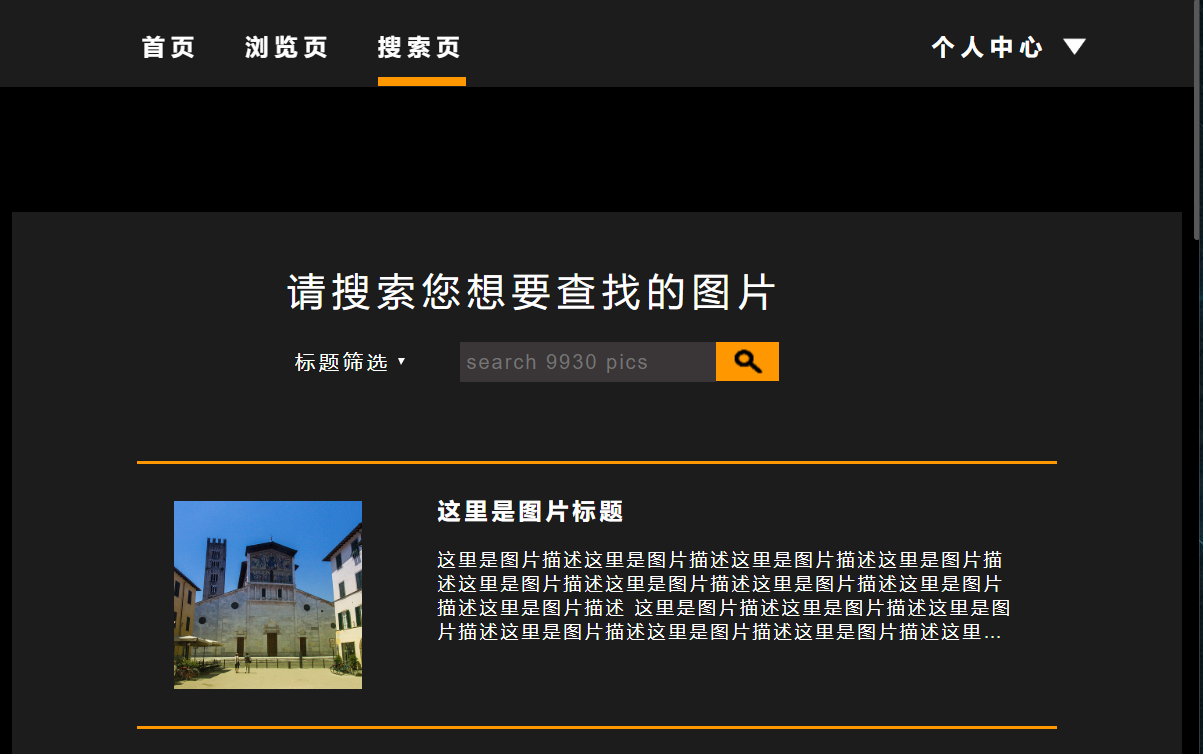 首页 浏览页 搜索页 个人中心 ▼
请搜索您想要查找的图片
标题筛选 ▼ search 9930 pics
这里是图片标题
这里是图片描述这里是图片描述这里是图片描述这里是图片描
述这里是图片描述这里是图片描述这里是图片描述这里是图片
描述这里是图片描述 这里是图片描述这里是图片描述这里是图
片描述这里是图片描述这里是图片描述这里是图片描述这里...